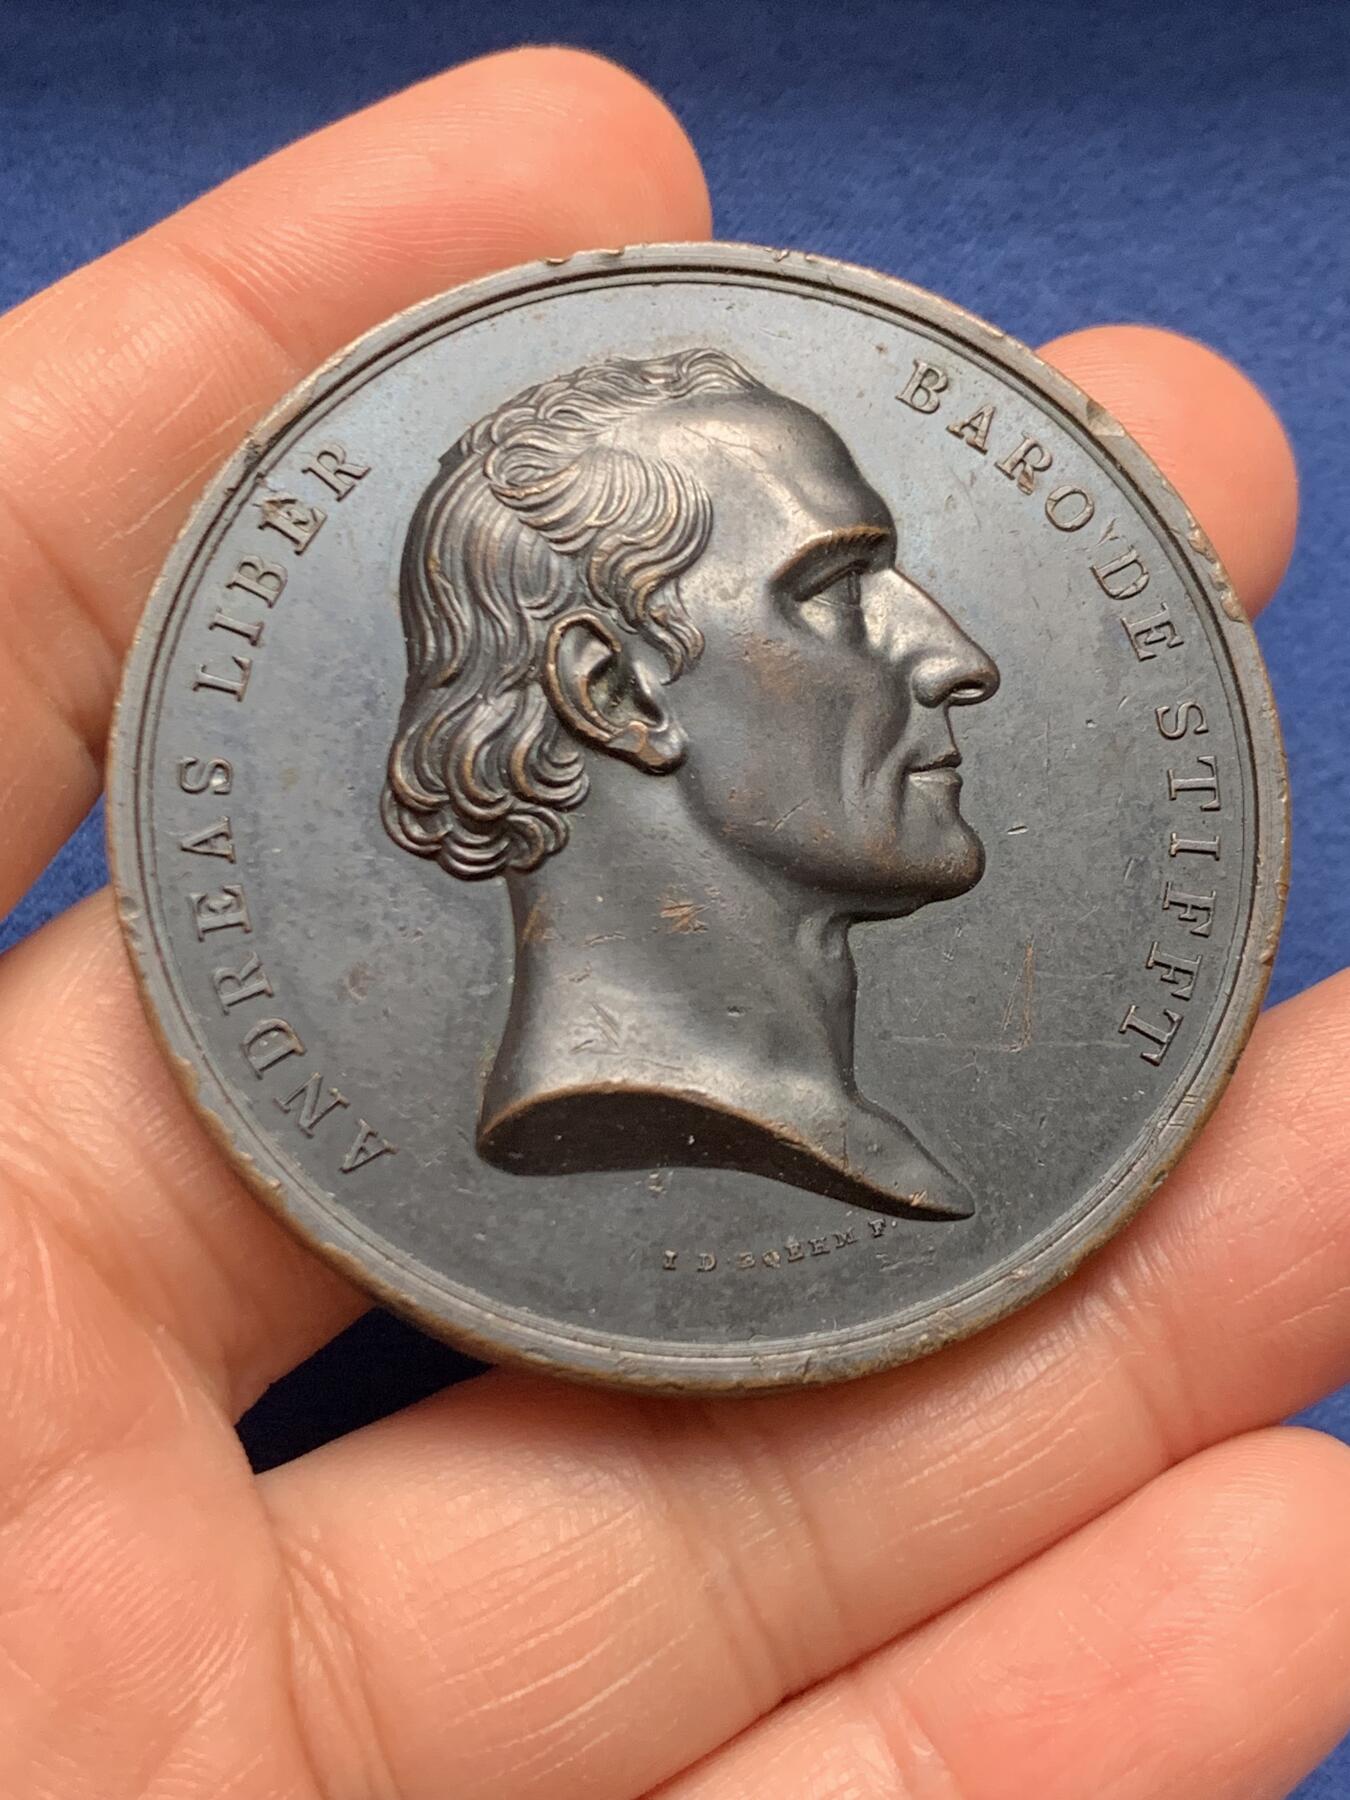 ANDREAS LIBER BARO DE STIFFT
I D BOEHM F.